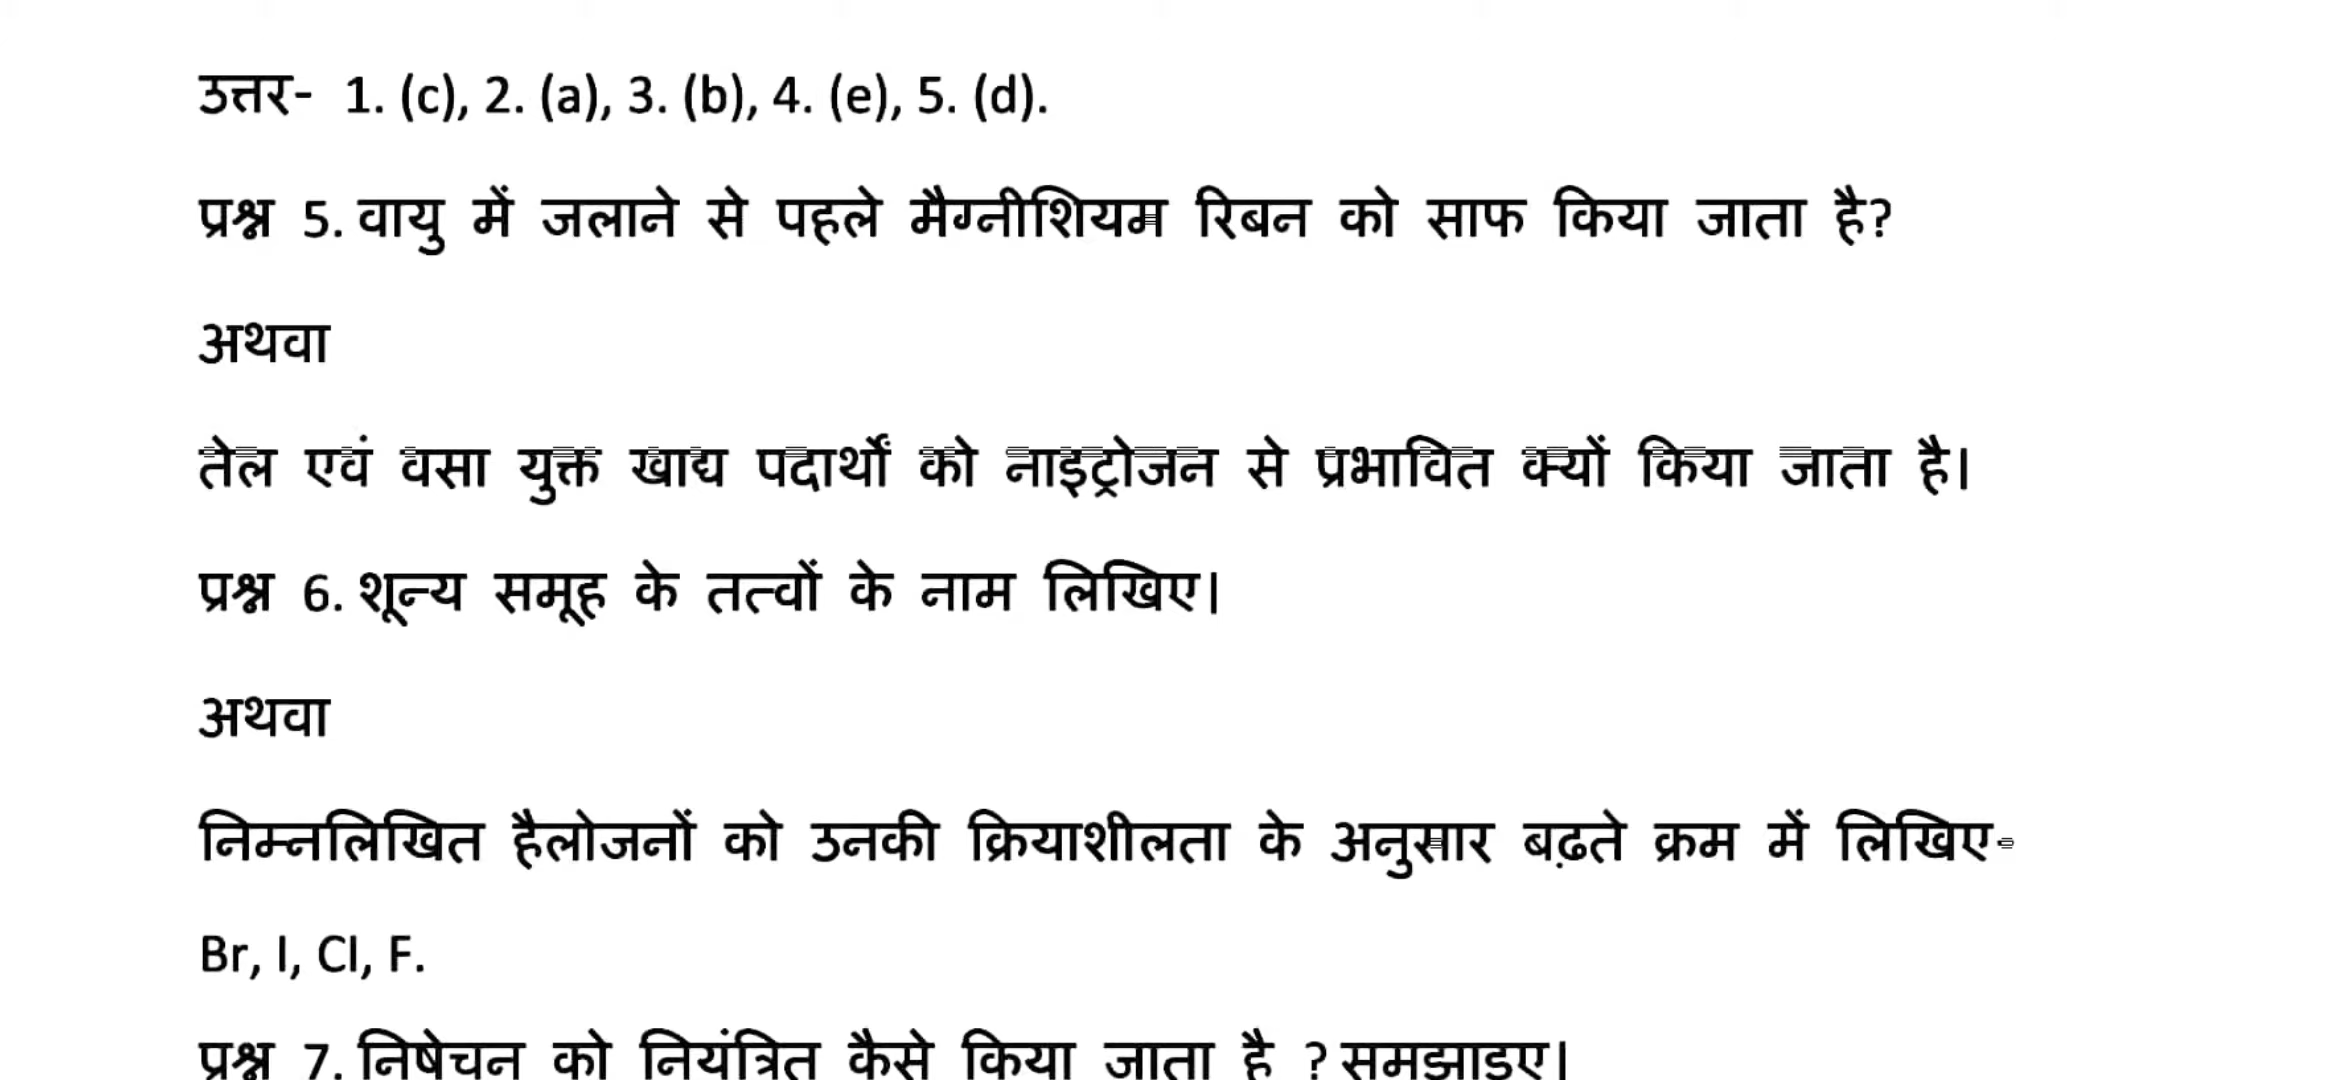 उत्तर- 1. (c), 2. (a), 3. (b), 4. (e), 5. (d).
प्रश्न 5. वायु में जलाने से पहले मैग्नीशियम रिबन को साफ किया जाता है?
अथवा
तेल एवं वसा युक्त खाद्य पदार्थों को नाइट्रोजन से प्रभावित क्यों किया जाता है।
प्रश्न 6. शून्य समूह के तत्वों के नाम लिखिए।
अथवा
निम्नलिखित हैलोजनों को उनकी क्रियाशीलता के अनुसार बढ़ते क्रम में लिखिए-
Br, I, Cl, F.
प्रश्न 7. निषेचन को नियंत्रित कैसे किया जाता है ? समझाइए।